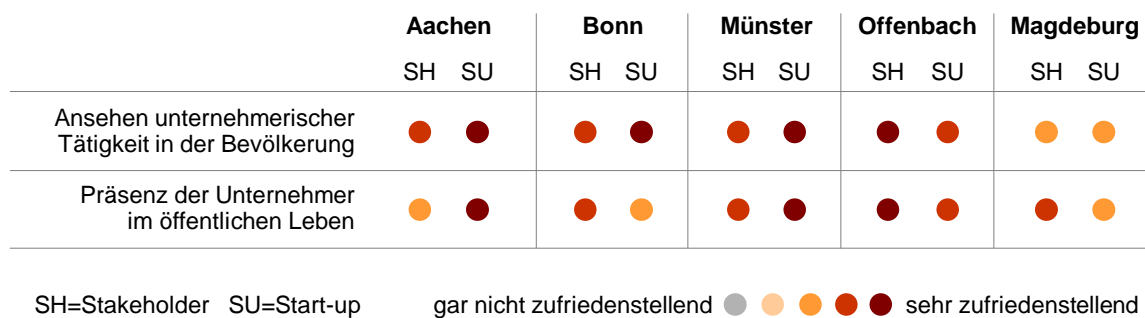 Aachen Bonn Münster Offenbach Magdeburg
SH SU SH SU SH SU SH SU SH SU
Ansehen unternehmerischer
Tätigkeit in der Bevölkerung
Präsenz der Unternehmer
im öffentlichen Leben
SH=Stakeholder SU=Start-up gar nicht zufriedenstellend sehr zufriedenstellend